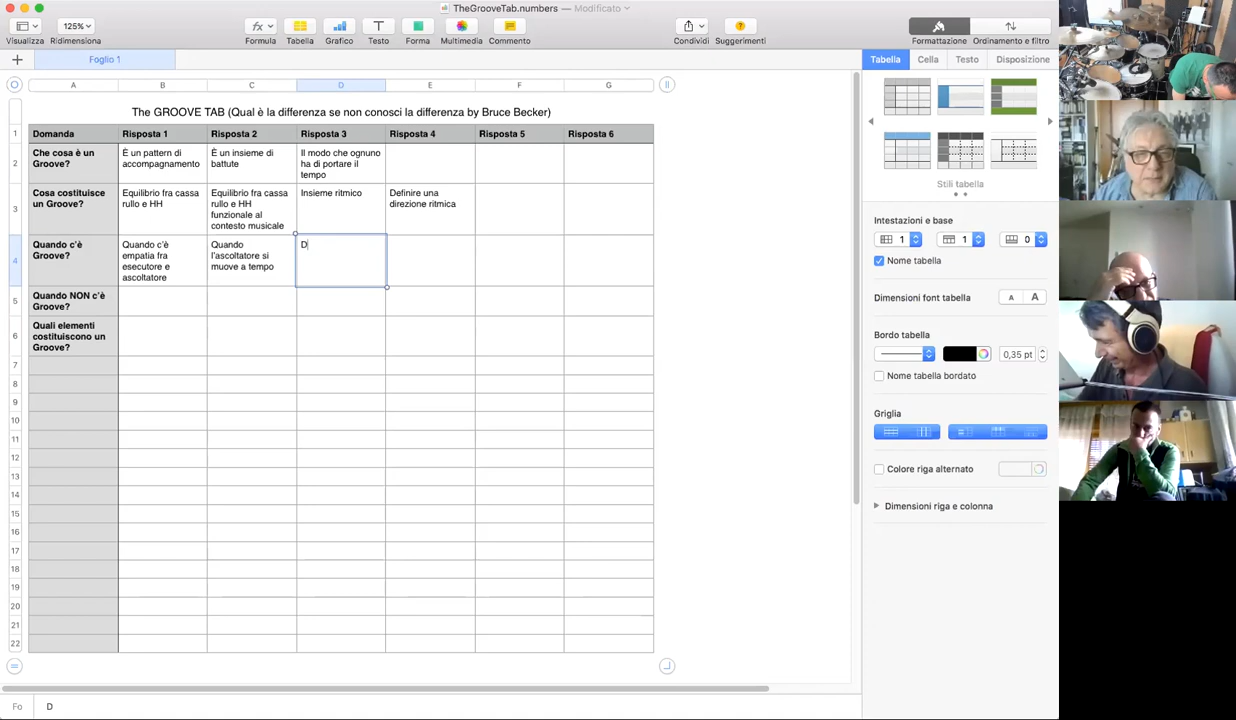 TheGrooveTab.numbers — Modificato
125%
Visualizza
Ridimensiona
fx
Formula
Tabella
Grafico
T
Testo
Forma
Multimedia
Commento
Condividi
?
Suggerimenti
Formattazione
Ordinamento e filtro
+
Foglio 1
Tabella
Cella
Testo
Disposizione
A
B
C
D
E
F
G
The GROOVE TAB (Qual è la differenza se non conosci la differenza by Bruce Becker)
1
Domanda
Risposta 1
Risposta 2
Risposta 3
Risposta 4
Risposta 5
Risposta 6
2
Che cosa è un
Groove?
È un pattern di
accompagnamento
È un insieme di
battute
Il modo che ognuno
ha di portare il
tempo
3
Cosa costituisce
un Groove?
Equilibrio fra cassa
rullo e HH
Equilibrio fra cassa
rullo e HH
funzionale al
contesto musicale
Insieme ritmico
Definire una
direzione ritmica
4
Quando c'è
Groove?
Quando c'è
empatia fra
esecutore e
ascoltatore
Quando
l'ascoltatore si
muove a tempo
D
5
Quando NON c'è
Groove?
6
Quali elementi
costituiscono un
Groove?
7
8
9
10
11
12
13
14
15
16
17
18
19
20
21
22
Stili tabella
Intestazioni e base
1
1
0
Nome tabella
Dimensioni font tabella
A
A
Bordo tabella
0,35 pt
Nome tabella bordato
Griglia
Colore riga alternato
Dimensioni riga e colonna
Fo
D